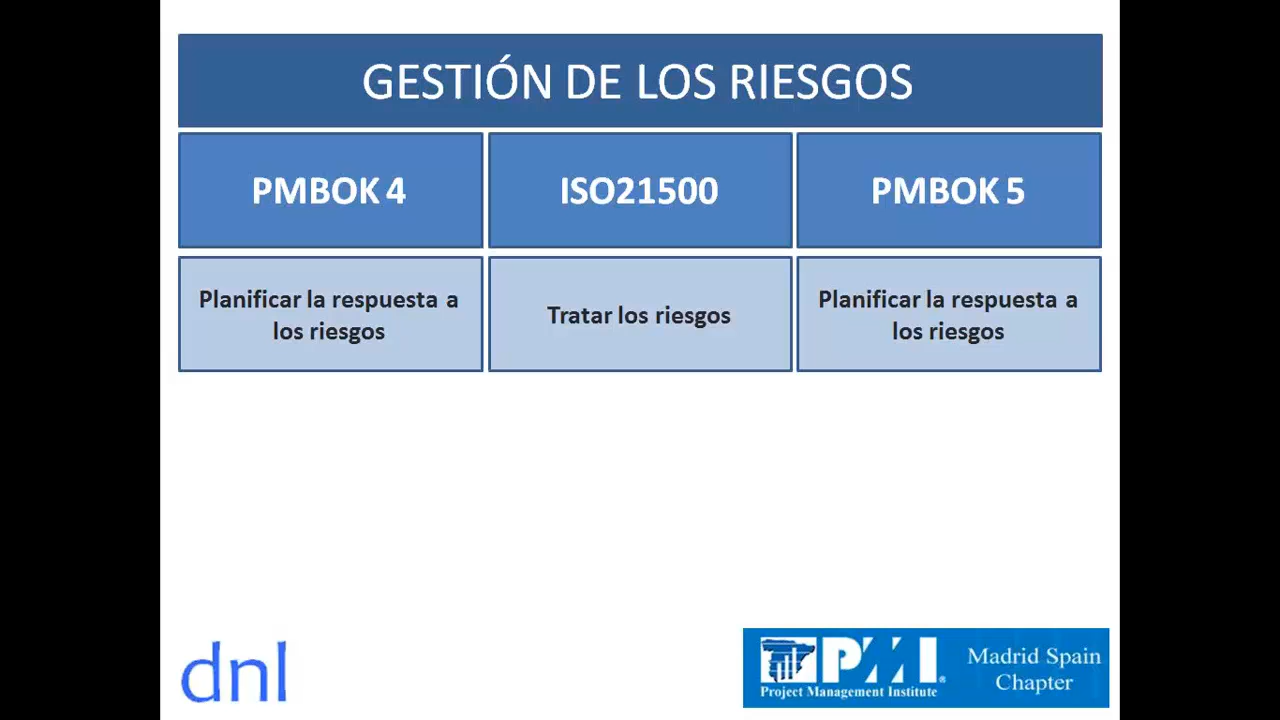 GESTIÓN DE LOS RIESGOS
PMBOK 4
ISO21500
PMBOK 5
Planificar la respuesta a
los riesgos
Tratar los riesgos
Planificar la respuesta a
los riesgos
dnl
PMI®
Project Management Institute
Madrid Spain
Chapter